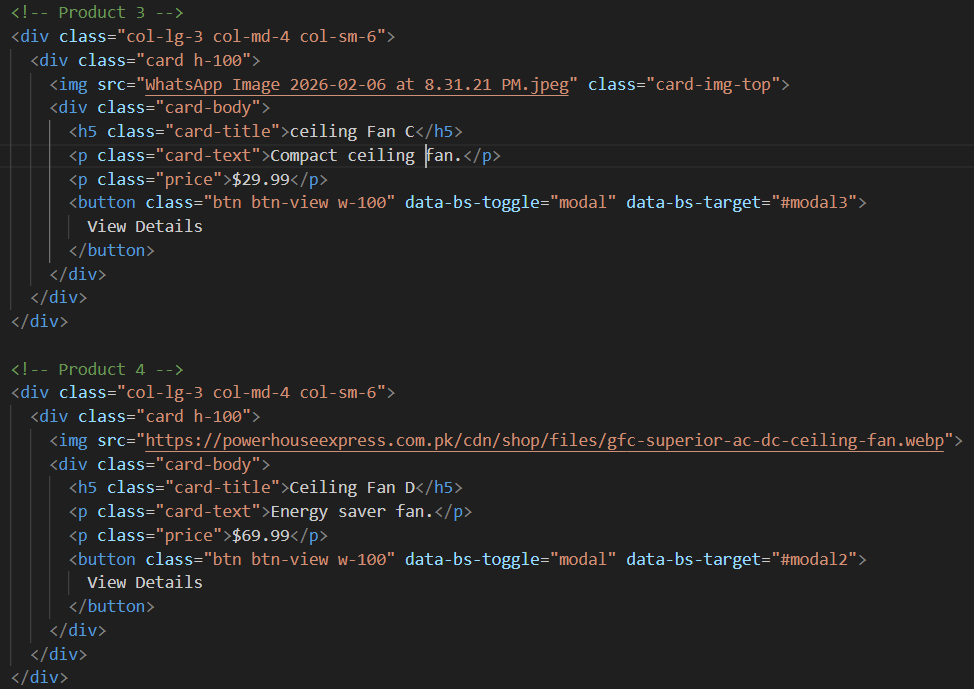 <!-- Product 3 -->
<div class="col-lg-3 col-md-4 col-sm-6">
<div class="card h-100">
<img src="WhatsApp Image 2026-02-06 at 8.31.21 PM.jpeg" class="card-img-top">
<div class="card-body">
<h5 class="card-title">ceiling Fan C</h5>
<p class="card-text">Compact ceiling fan.</p>
<p class="price">$29.99</p>
<button class="btn btn-view w-100" data-bs-toggle="modal" data-bs-target="#modal3">
View Details
</button>
</div>
</div>
</div>
<!-- Product 4 -->
<div class="col-lg-3 col-md-4 col-sm-6">
<div class="card h-100">
<img src="https://powerhouseexpress.com.pk/cdn/shop/files/gfc-superior-ac-dc-ceiling-fan.webp">
<div class="card-body">
<h5 class="card-title">Ceiling Fan D</h5>
<p class="card-text">Energy saver fan.</p>
<p class="price">$69.99</p>
<button class="btn btn-view w-100" data-bs-toggle="modal" data-bs-target="#modal2">
View Details
</button>
</div>
</div>
</div>